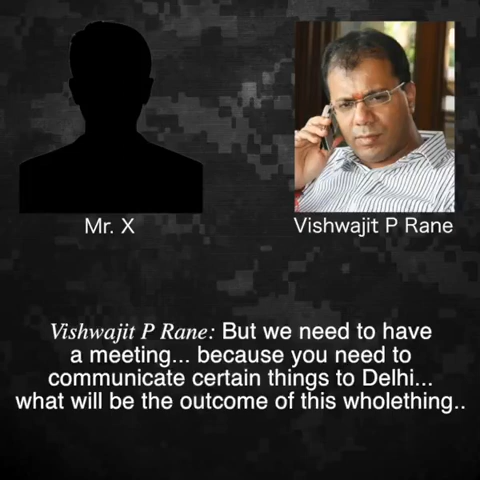 Mr. X
Vishwajit P Rane
Vishwajit P Rane: But we need to have
a meeting... because you need to
communicate certain things to Delhi...
what will be the outcome of this wholething..